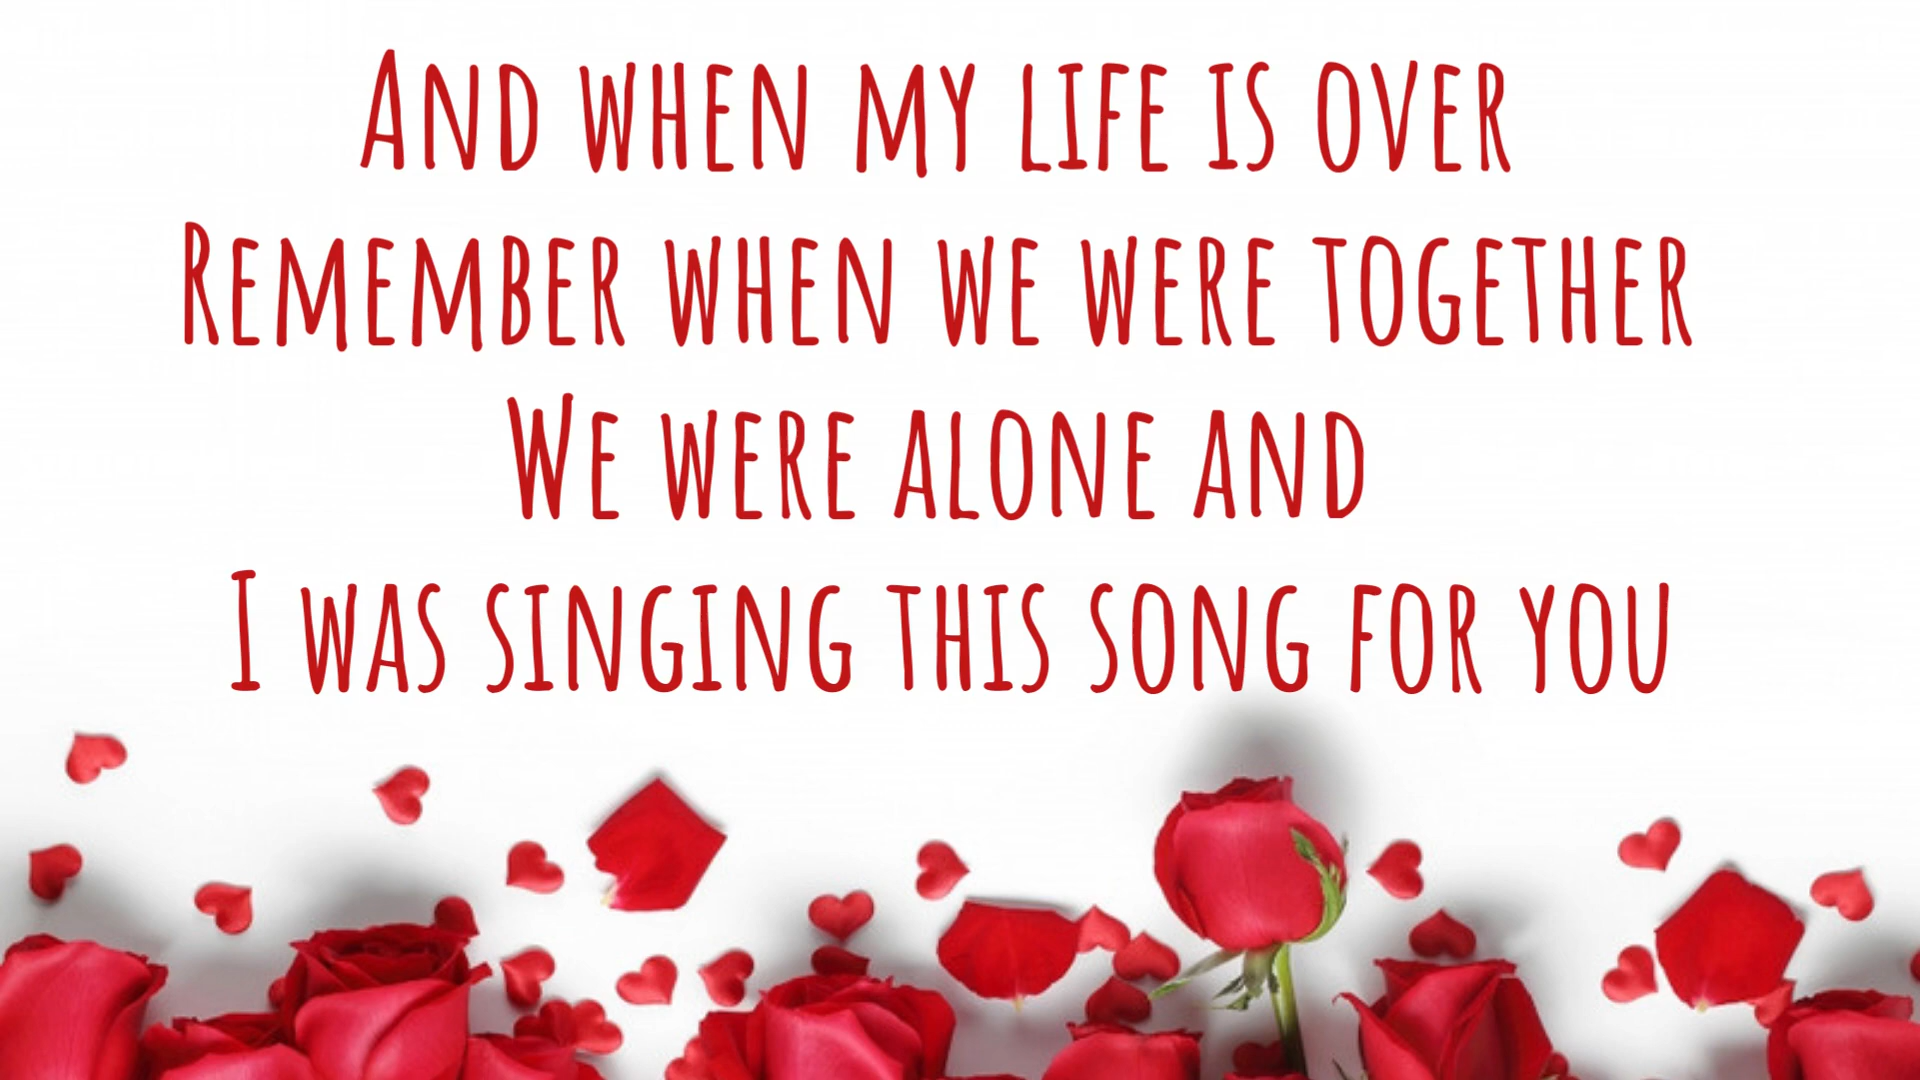 And when my life is over
Remember when we were together
We were alone and
I was singing this song for you